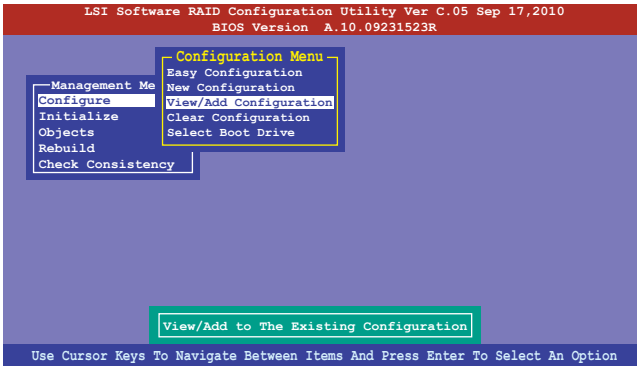 LSI Software RAID Configuration Utility Ver C.05 Sep 17,2010
BIOS Version A.10.09231523R
Management Me
Configure
Initialize
Objects
Rebuild
Check Consistency
Configuration Menu
Easy Configuration
New Configuration
View/Add Configuration
Clear Configuration
Select Boot Drive
View/Add to The Existing Configuration
Use Cursor Keys To Navigate Between Items And Press Enter To Select An Option